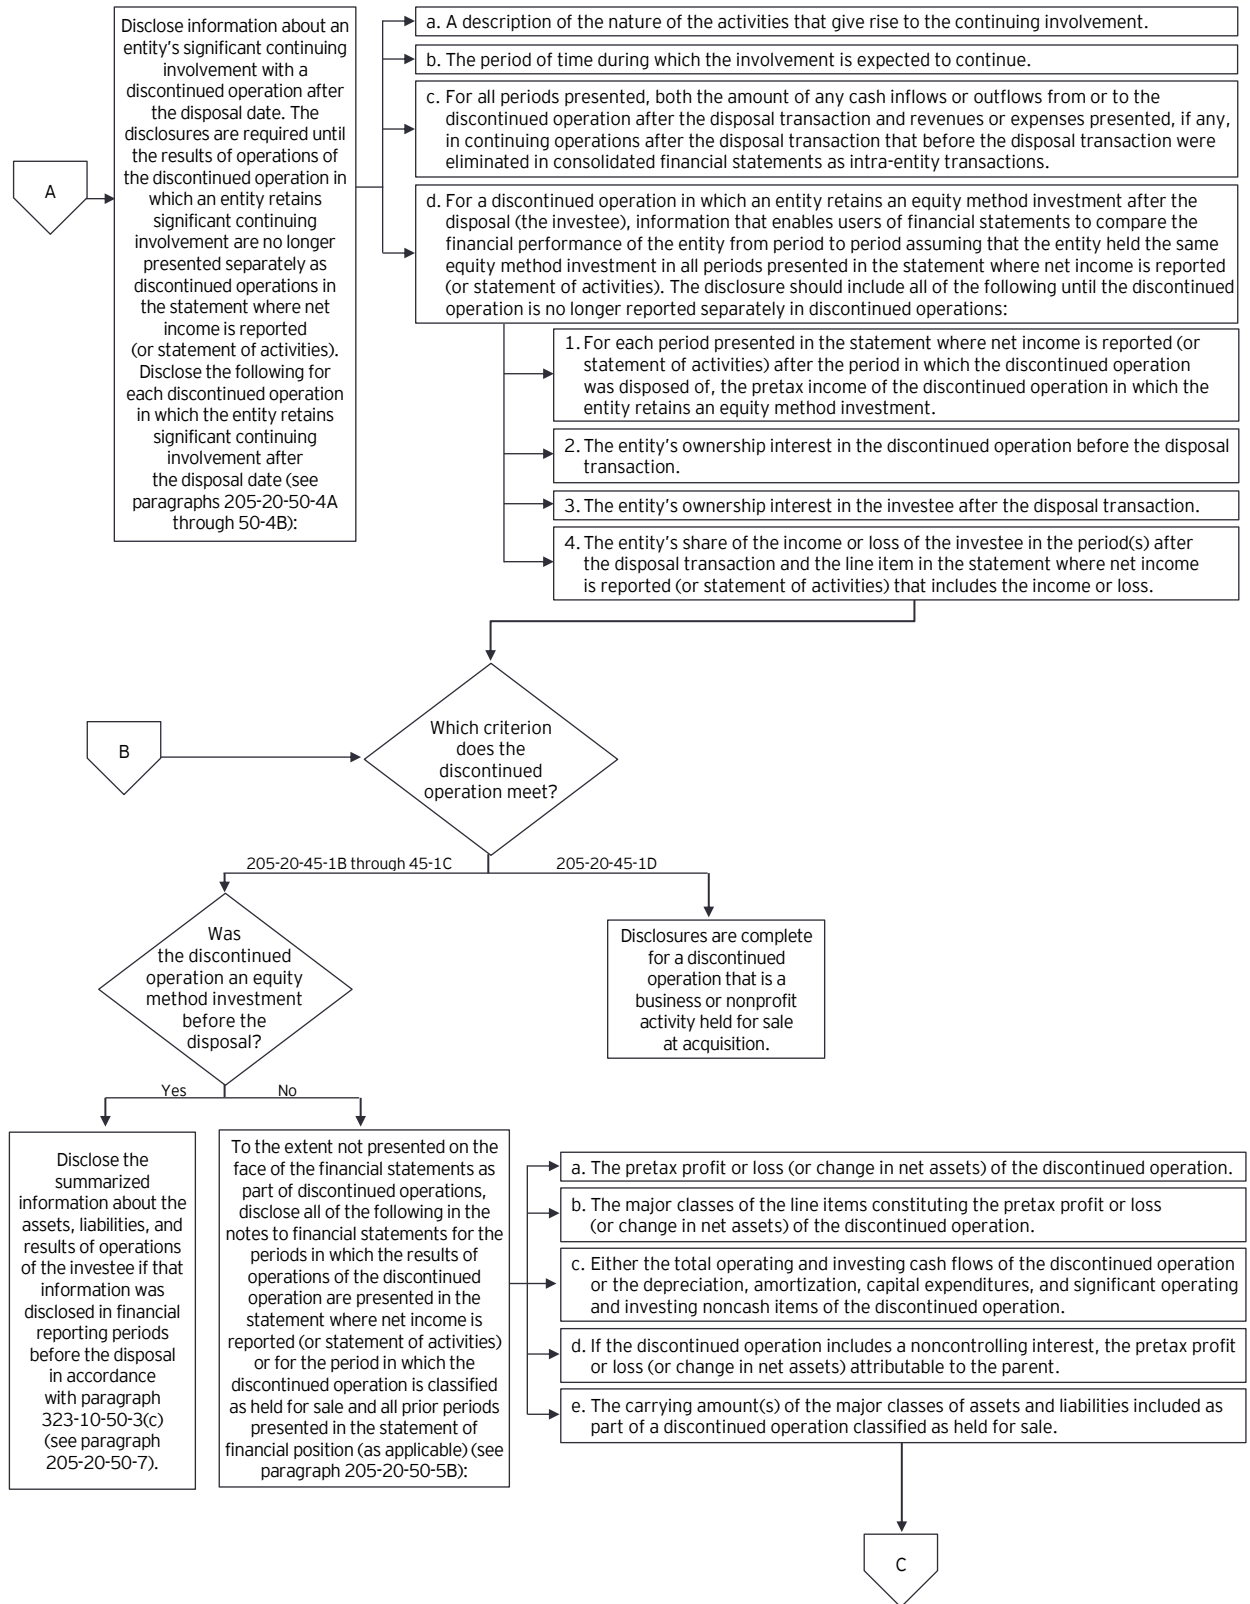 A
Disclose information about an
entity's significant continuing
involvement with a
discontinued operation after
the disposal date. The
disclosures are required until
the results of operations of
the discontinued operation in
which an entity retains
significant continuing
involvement are no longer
presented separately as
discontinued operations in
the statement where net
income is reported
(or statement of activities).
Disclose the following for
each discontinued operation
in which the entity retains
significant continuing
involvement after
the disposal date (see
paragraphs 205-20-50-4A
through 50-4B):
a. A description of the nature of the activities that give rise to the continuing involvement.
b. The period of time during which the involvement is expected to continue.
c. For all periods presented, both the amount of any cash inflows or outflows from or to the
discontinued operation after the disposal transaction and revenues or expenses presented, if any,
in continuing operations after the disposal transaction that before the disposal transaction were
eliminated in consolidated financial statements as intra-entity transactions.
d. For a discontinued operation in which an entity retains an equity method investment after the
disposal (the investee), information that enables users of financial statements to compare the
financial performance of the entity from period to period assuming that the entity held the same
equity method investment in all periods presented in the statement where net income is reported
(or statement of activities). The disclosure should include all of the following until the discontinued
operation is no longer reported separately in discontinued operations:
1. For each period presented in the statement where net income is reported (or
statement of activities) after the period in which the discontinued operation
was disposed of, the pretax income of the discontinued operation in which the
entity retains an equity method investment.
2. The entity's ownership interest in the discontinued operation before the disposal
transaction.
3. The entity's ownership interest in the investee after the disposal transaction.
4. The entity's share of the income or loss of the investee in the period(s) after
the disposal transaction and the line item in the statement where net income
is reported (or statement of activities) that includes the income or loss.
B
Which criterion
does the
discontinued
operation meet?
205-20-45-1B through 45-1C
205-20-45-1D
Was
the discontinued
operation an equity
method investment
before the
disposal?
Disclosures are complete
for a discontinued
operation that is a
business or nonprofit
activity held for sale
at acquisition.
Yes
No
Disclose the
summarized
information about the
assets, liabilities, and
results of operations
of the investee if that
information was
disclosed in financial
reporting periods
before the disposal
in accordance
with paragraph
323-10-50-3(c)
(see paragraph
205-20-50-7).
To the extent not presented on the
face of the financial statements as
part of discontinued operations,
disclose all of the following in the
notes to financial statements for the
periods in which the results of
operations of the discontinued
operation are presented in the
statement where net income is
reported (or statement of activities)
or for the period in which the
discontinued operation is classified
as held for sale and all prior periods
presented in the statement of
financial position (as applicable) (see
paragraph 205-20-50-5B):
a. The pretax profit or loss (or change in net assets) of the discontinued operation.
b. The major classes of the line items constituting the pretax profit or loss
(or change in net assets) of the discontinued operation.
c. Either the total operating and investing cash flows of the discontinued operation
or the depreciation, amortization, capital expenditures, and significant operating
and investing noncash items of the discontinued operation.
d. If the discontinued operation includes a noncontrolling interest, the pretax profit
or loss (or change in net assets) attributable to the parent.
e. The carrying amount(s) of the major classes of assets and liabilities included as
part of a discontinued operation classified as held for sale.
C